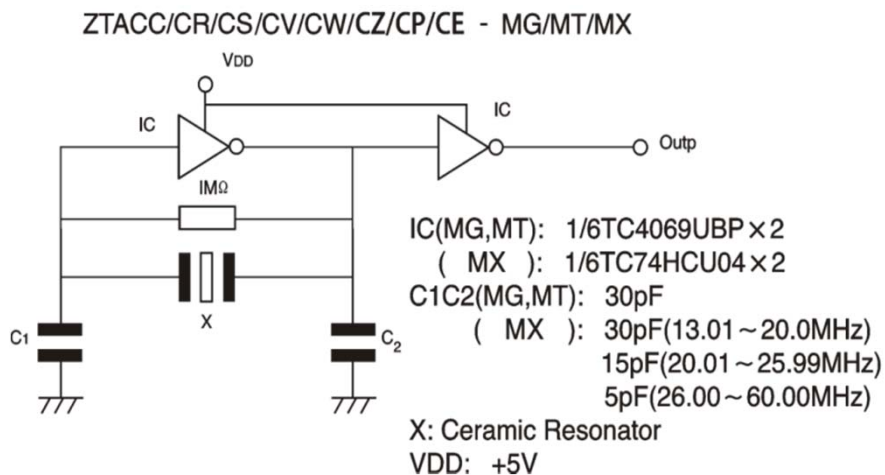 ZTACC/CR/CS/CV/CW/CZ/CP/CE - MG/MT/MX
VDD
IC
IC
Outp
IMΩ
X
C1
C2
IC(MG,MT): 1/6TC4069UBP×2
( MX ): 1/6TC74HCU04×2
C1C2(MG,MT): 30pF
( MX ): 30pF(13.01~20.0MHz)
15pF(20.01~25.99MHz)
5pF(26.00~60.00MHz)
X: Ceramic Resonator
VDD: +5V